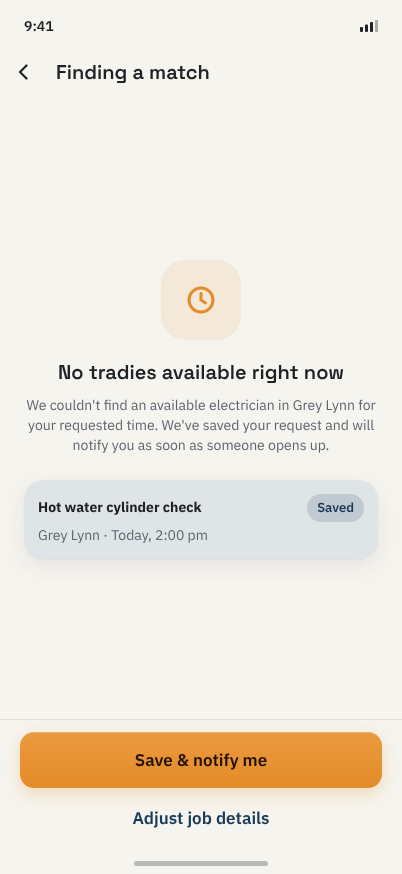 9:41
Finding a match
No tradies available right now
We couldn't find an available electrician in Grey Lynn for
your requested time. We've saved your request and will
notify you as soon as someone opens up.
Hot water cylinder check
Saved
Grey Lynn · Today, 2:00 pm
Save & notify me
Adjust job details